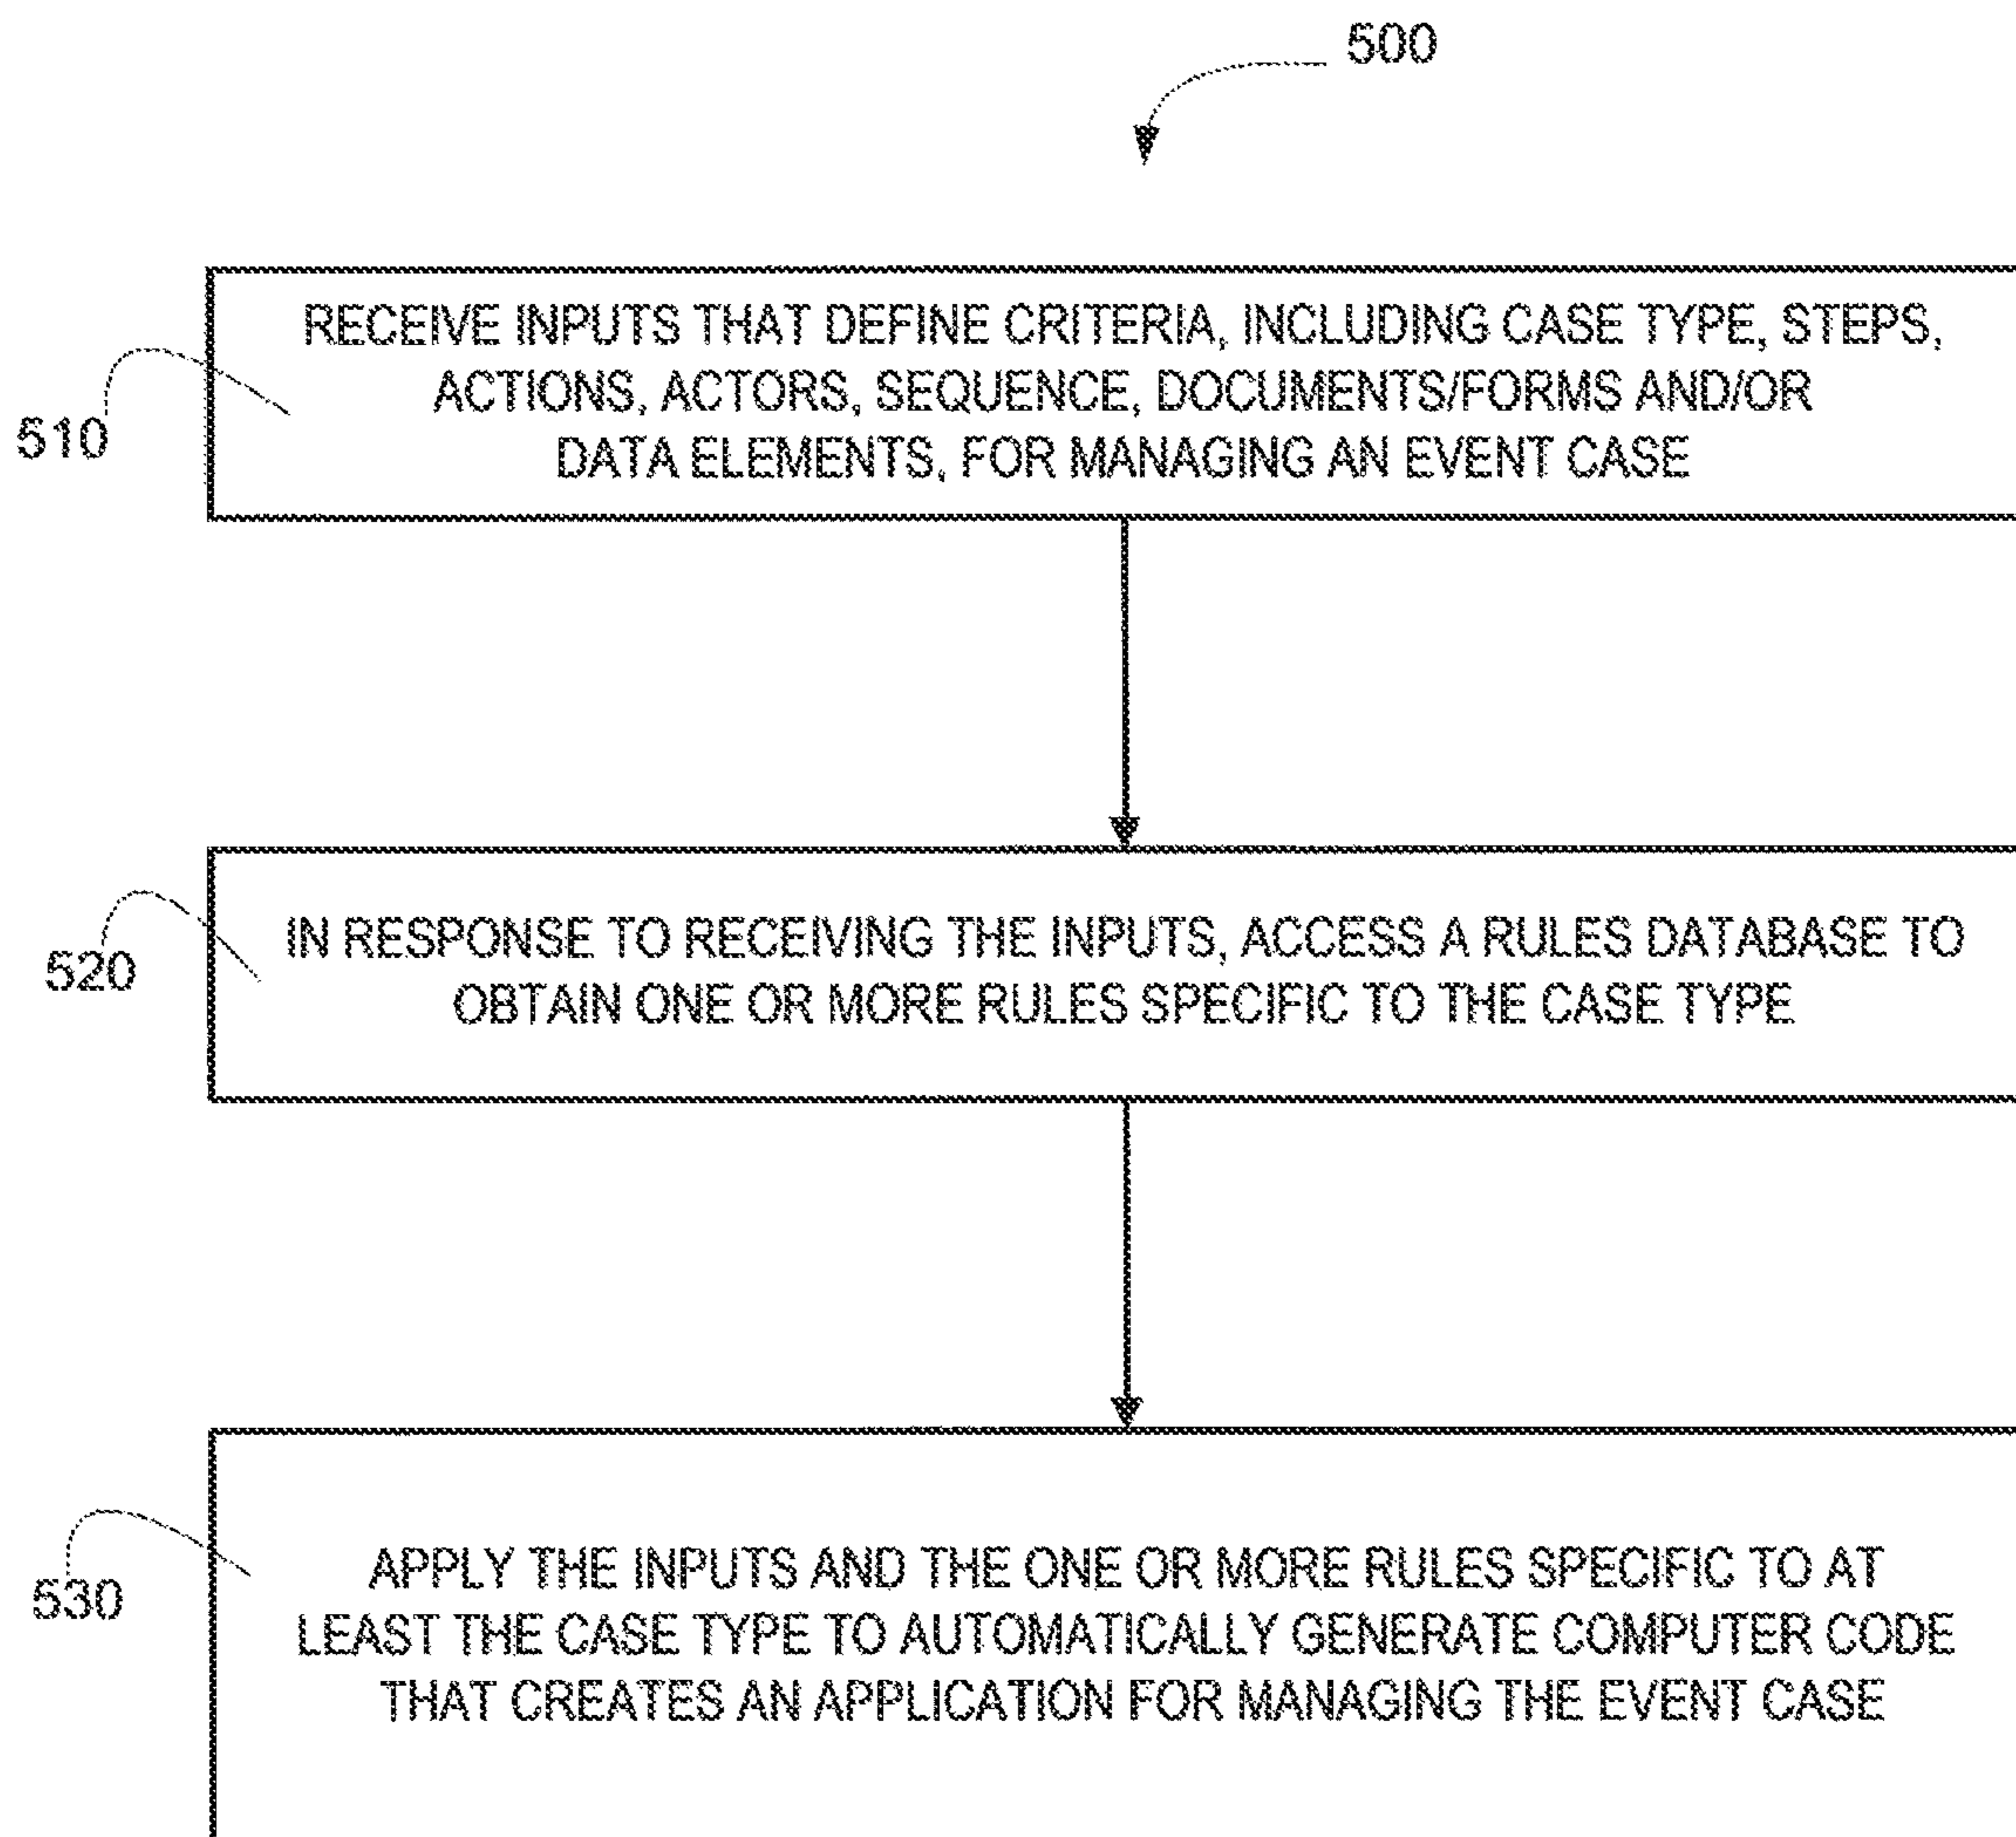 500
RECEIVE INPUTS THAT DEFINE CRITERIA, INCLUDING CASE TYPE, STEPS,
ACTIONS, ACTORS, SEQUENCE, DOCUMENTS/FORMS AND/OR
DATA ELEMENTS, FOR MANAGING AN EVENT CASE
510
IN RESPONSE TO RECEIVING THE INPUTS, ACCESS A RULES DATABASE TO
OBTAIN ONE OR MORE RULES SPECIFIC TO THE CASE TYPE
520
APPLY THE INPUTS AND THE ONE OR MORE RULES SPECIFIC TO AT
LEAST THE CASE TYPE TO AUTOMATICALLY GENERATE COMPUTER CODE
THAT CREATES AN APPLICATION FOR MANAGING THE EVENT CASE
530